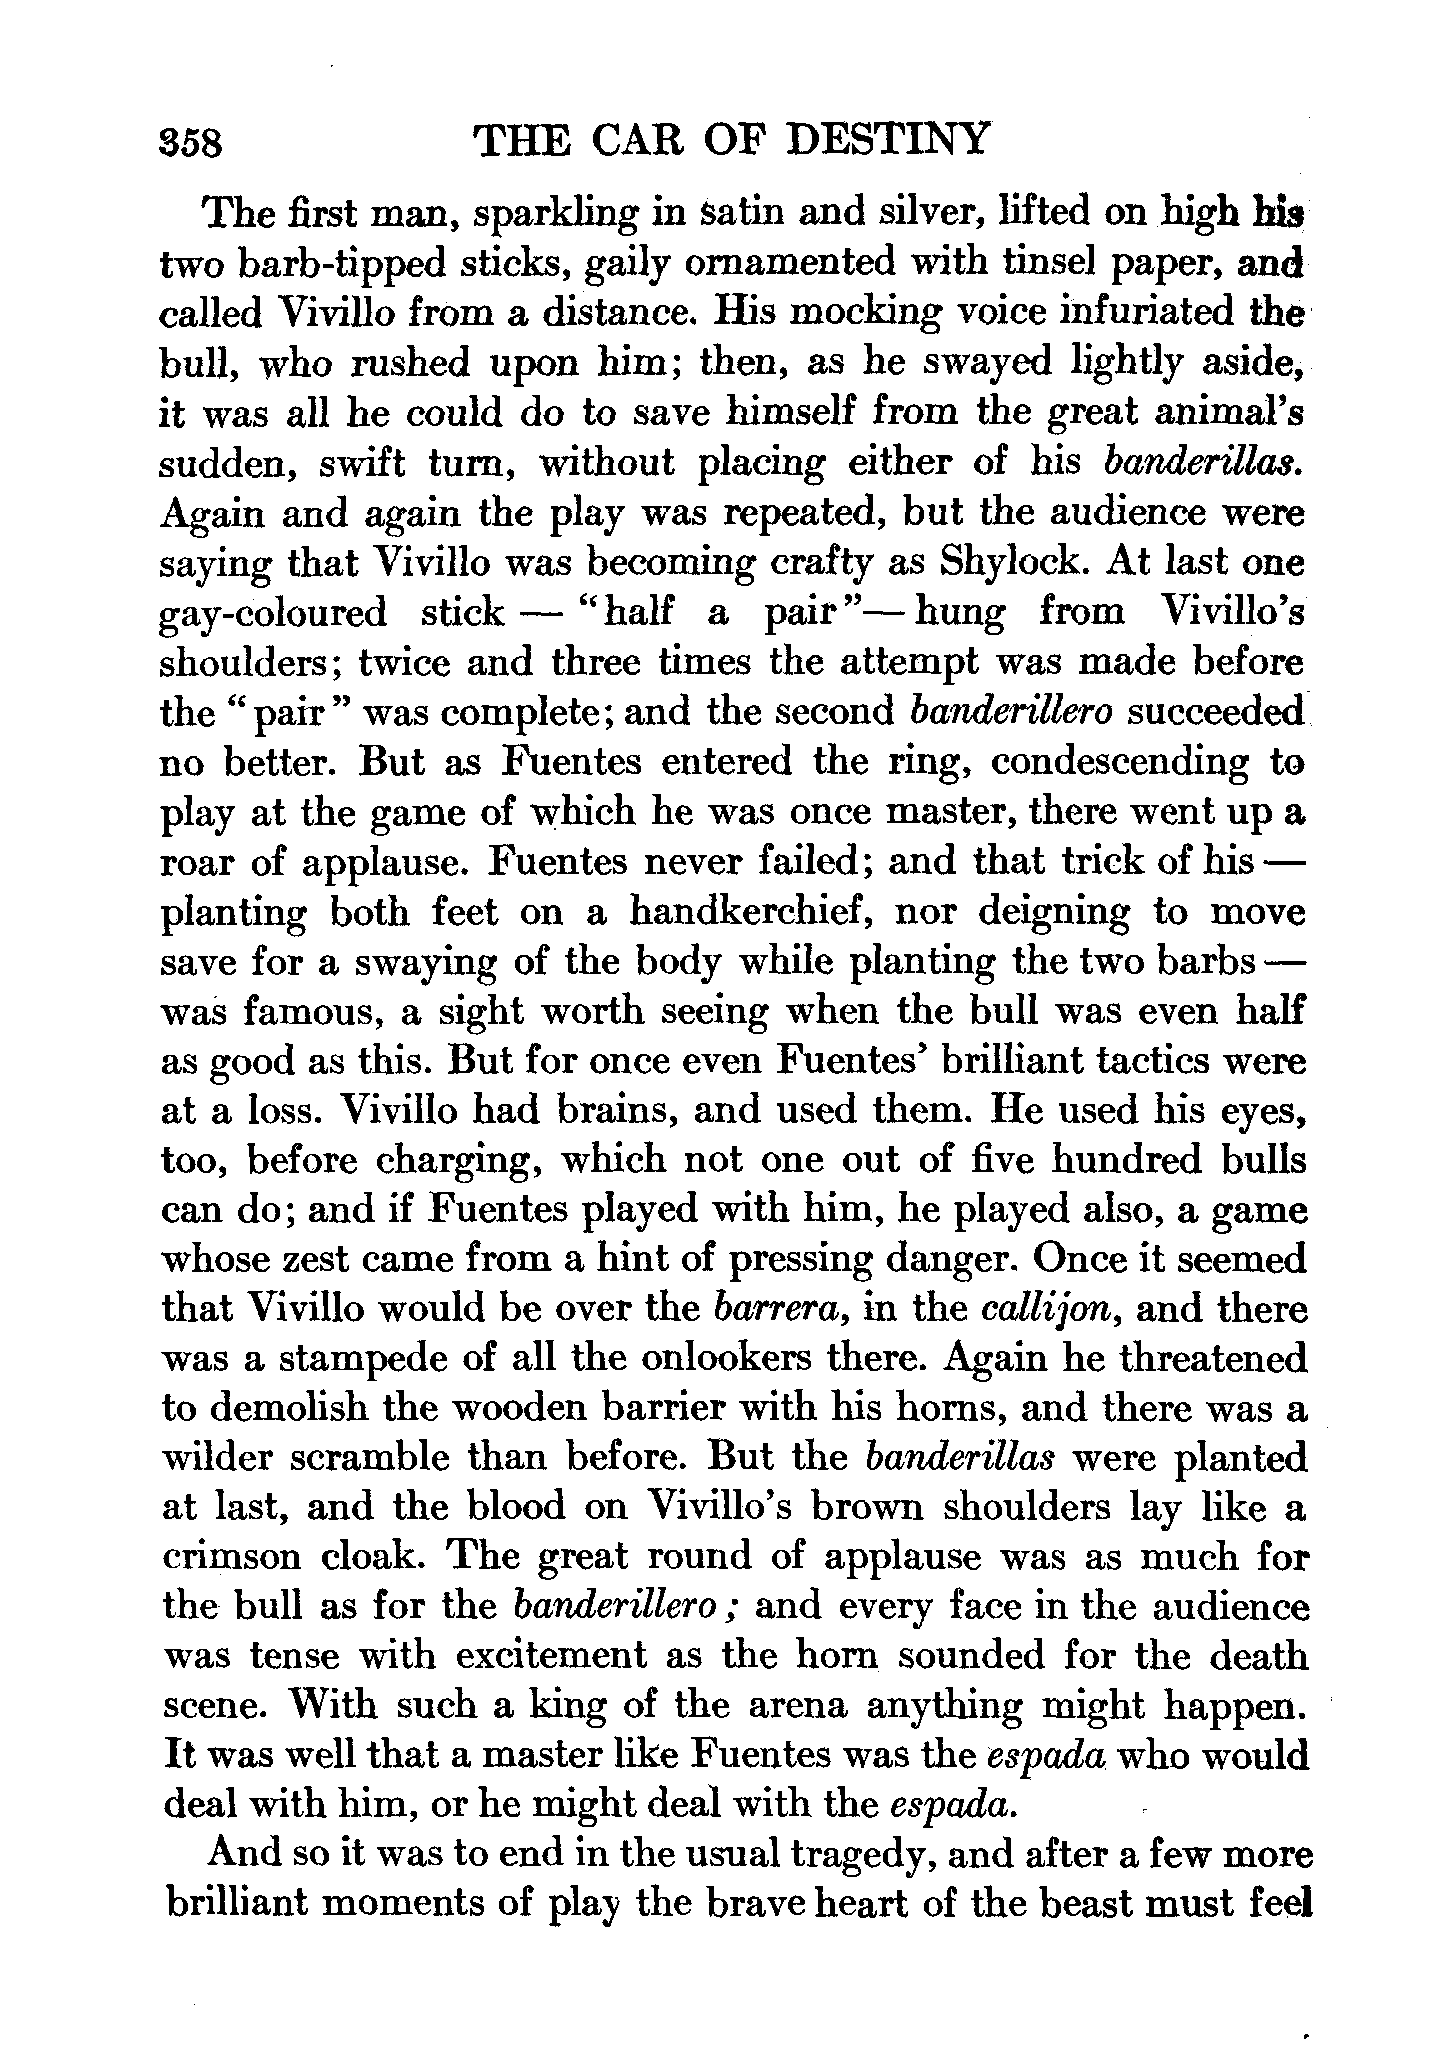 358 THE CAR OF DESTINY
The first man, sparkling in satin and silver, lifted on high his
two barb-tipped sticks, gaily ornamented with tinsel paper, and
called Vivillo from a distance. His mocking voice infuriated the
bull, who rushed upon him; then, as he swayed lightly aside,
it was all he could do to save himself from the great animal's
sudden, swift turn, without placing either of his banderillas.
Again and again the play was repeated, but the audience were
saying that Vivillo was becoming crafty as Shylock. At last one
gay-coloured stick — "half a pair" — hung from Vivillo's
shoulders; twice and three times the attempt was made before
the "pair" was complete; and the second banderillero succeeded
no better. But as Fuentes entered the ring, condescending to
play at the game of which he was once master, there went up a
roar of applause. Fuentes never failed; and that trick of his —
planting both feet on a handkerchief, nor deigning to move
save for a swaying of the body while planting the two barbs —
was famous, a sight worth seeing when the bull was even half
as good as this. But for once even Fuentes' brilliant tactics were
at a loss. Vivillo had brains, and used them. He used his eyes,
too, before charging, which not one out of five hundred bulls
can do; and if Fuentes played with him, he played also, a game
whose zest came from a hint of pressing danger. Once it seemed
that Vivillo would be over the barrera, in the callijon, and there
was a stampede of all the onlookers there. Again he threatened
to demolish the wooden barrier with his horns, and there was a
wilder scramble than before. But the banderillas were planted
at last, and the blood on Vivillo's brown shoulders lay like a
crimson cloak. The great round of applause was as much for
the bull as for the banderillero; and every face in the audience
was tense with excitement as the horn sounded for the death
scene. With such a king of the arena anything might happen.
It was well that a master like Fuentes was the espada who would
deal with him, or he might deal with the espada.
And so it was to end in the usual tragedy, and after a few more
brilliant moments of play the brave heart of the beast must feel